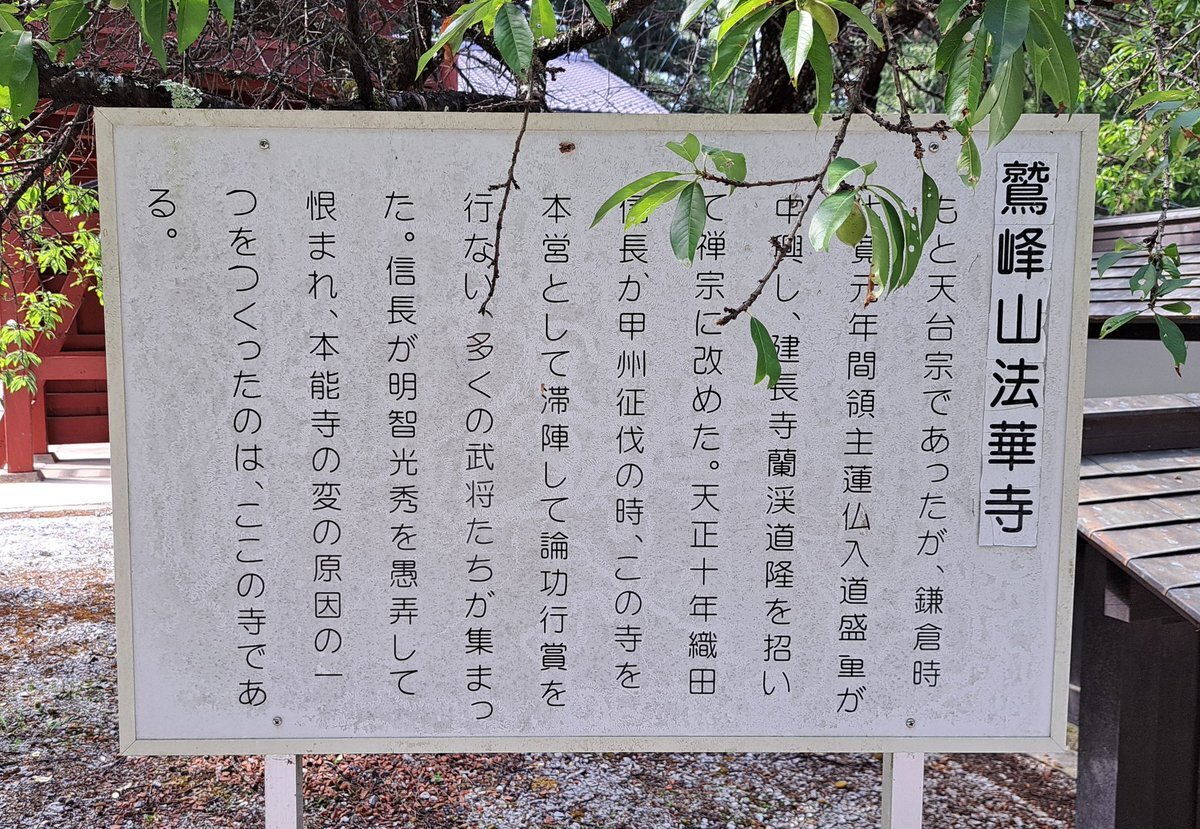 鷲峰山法華寺
もと天台宗であったが、鎌倉時
寛元年間領主蓮仏入道盛重が
中興し、建長寺蘭渓道隆を招い
て禅宗に改めた。天正十年織田
信長が甲州征伐の時、この寺を
本営として滞陣して論功行賞を
行ない、多くの武将たちが集まっ
た。信長が明智光秀を愚弄して
恨まれ、本能寺の変の原因の一
つをつくったのは、ここの寺であ
る。